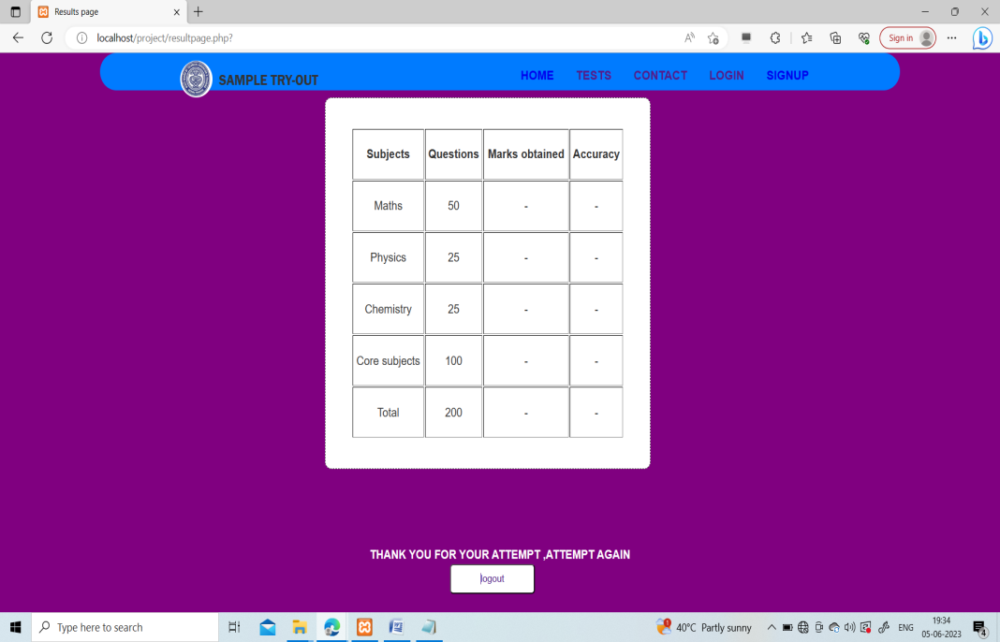 Results page
localhost/project/resultpage.php?
Sign in
SAMPLE TRY-OUT
HOME TESTS CONTACT LOGIN SIGNUP
Subjects Questions Marks obtained Accuracy
Maths 50 - -
Physics 25 - -
Chemistry 25 - -
Core subjects 100 - -
Total 200 - -
THANK YOU FOR YOUR ATTEMPT ,ATTEMPT AGAIN
logout
Type here to search
40°C Partly sunny
ENG
19:34
05-06-2023
4